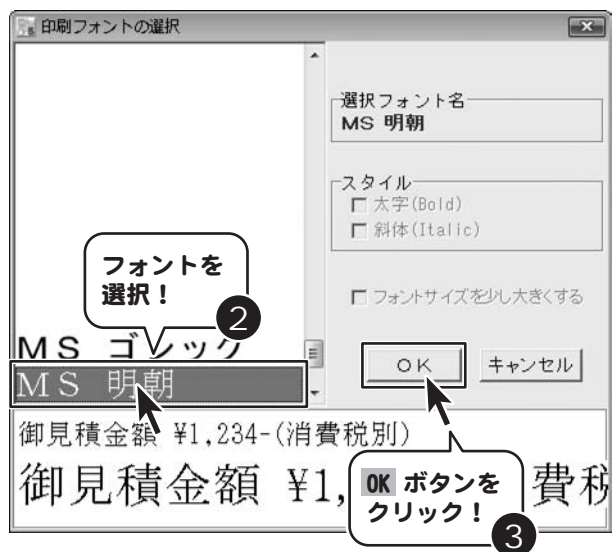 印刷フォントの選択
選択フォント名
ＭＳ 明朝
スタイル
太字(Bold)
斜体(Italic)
フォントを
選択！
2
フォントサイズを少し大きくする
ＭＳ ゴシック
ＭＳ 明朝
ＯＫ
キャンセル
御見積金額 ¥1,234-(消費税別)
御見積金額 ¥1,
費税
OK ボタンを
クリック！
3